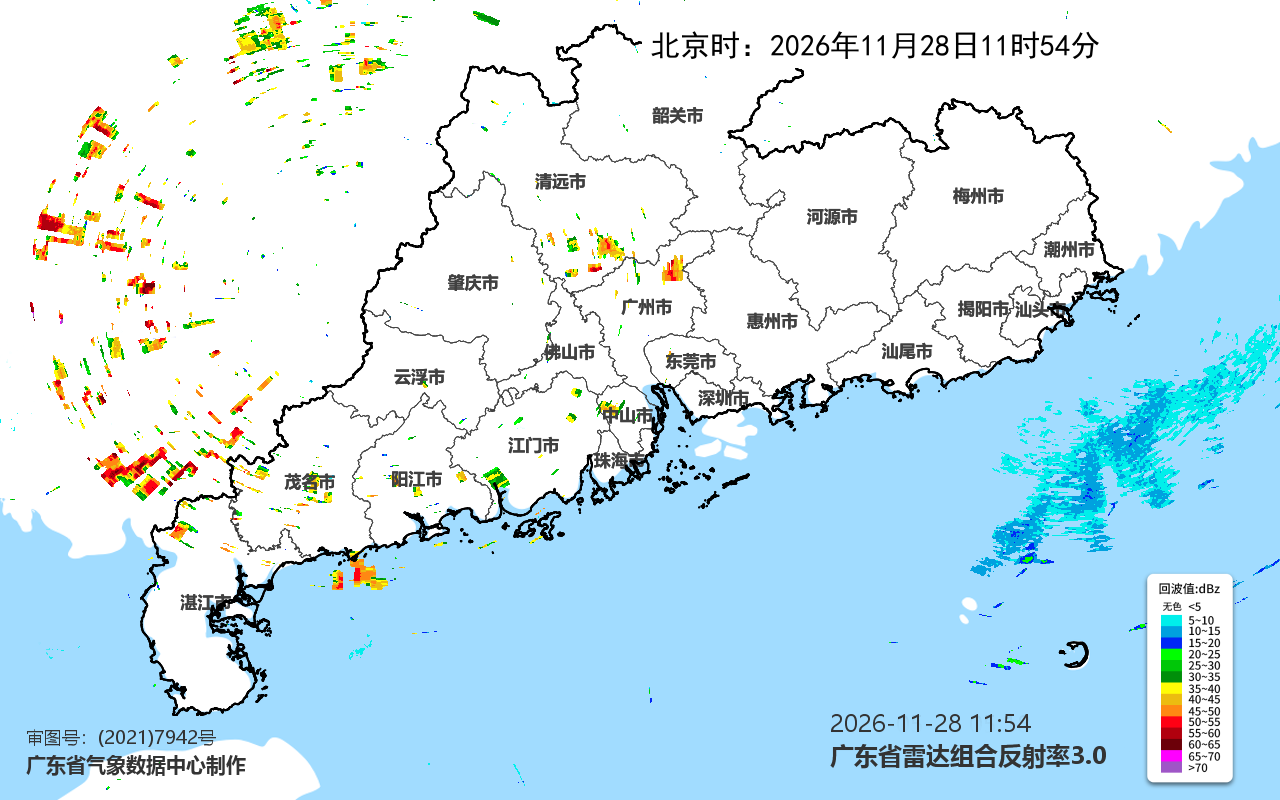 北京时：2026年11月28日11时54分
韶关市
清远市
梅州市
河源市
潮州市
肇庆市
广州市
揭阳市
汕头市
惠州市
佛山市
汕尾市
东莞市
云浮市
深圳市
中山市
江门市
珠海市
茂名市
阳江市
湛江市
回波值:dBz
无色 <5
5~10
10~15
15~20
20~25
25~30
30~35
35~40
40~45
45~50
50~55
55~60
60~65
65~70
>70
2026-11-28 11:54
广东省雷达组合反射率3.0
审图号：(2021)7942号
广东省气象数据中心制作